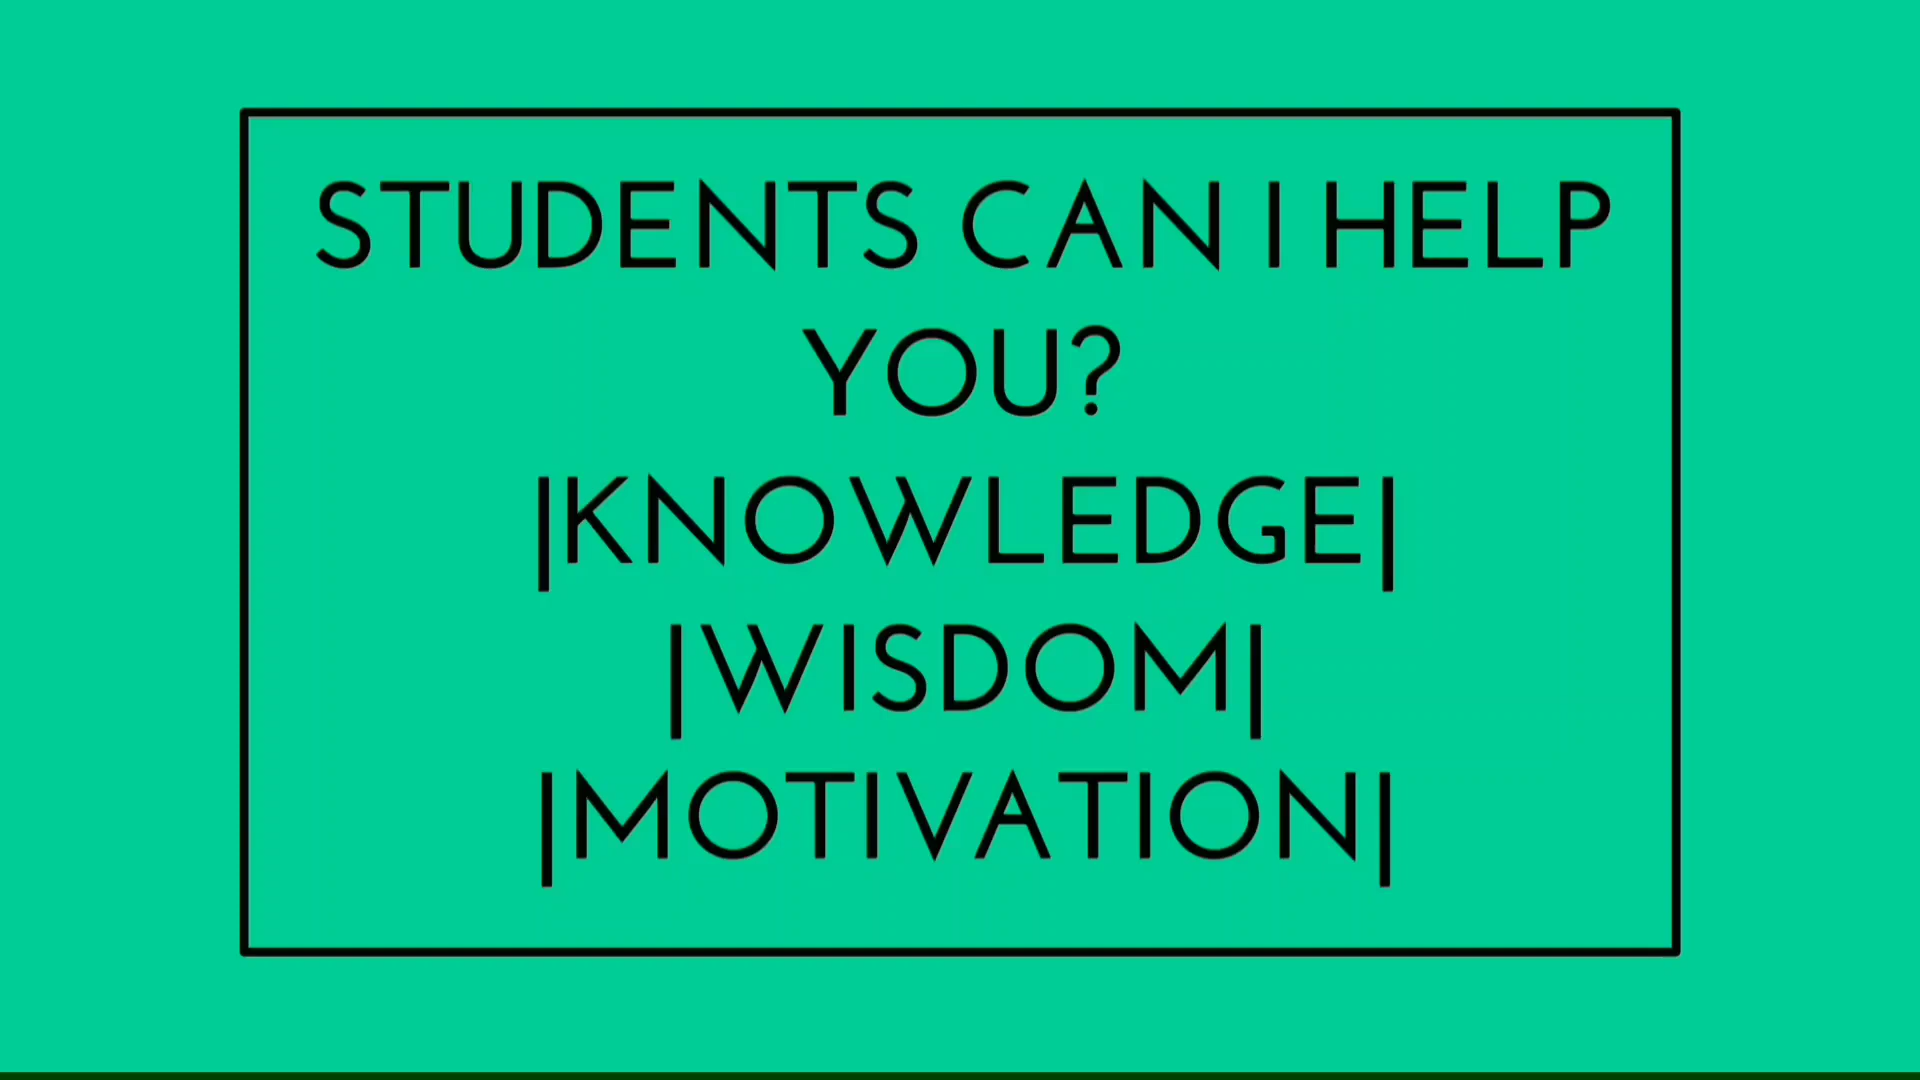 STUDENTS CAN I HELP
YOU?
|KNOWLEDGE|
|WISDOM|
|MOTIVATION|